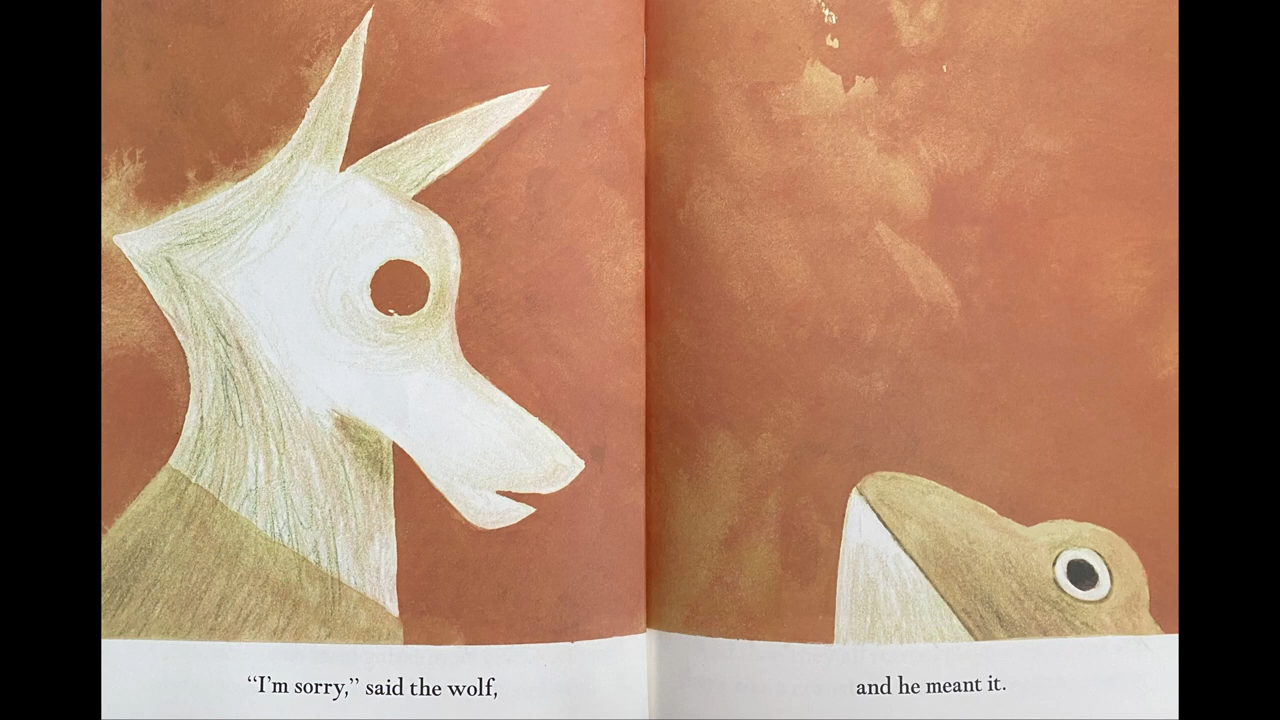 “I’m sorry,” said the wolf,
and he meant it.